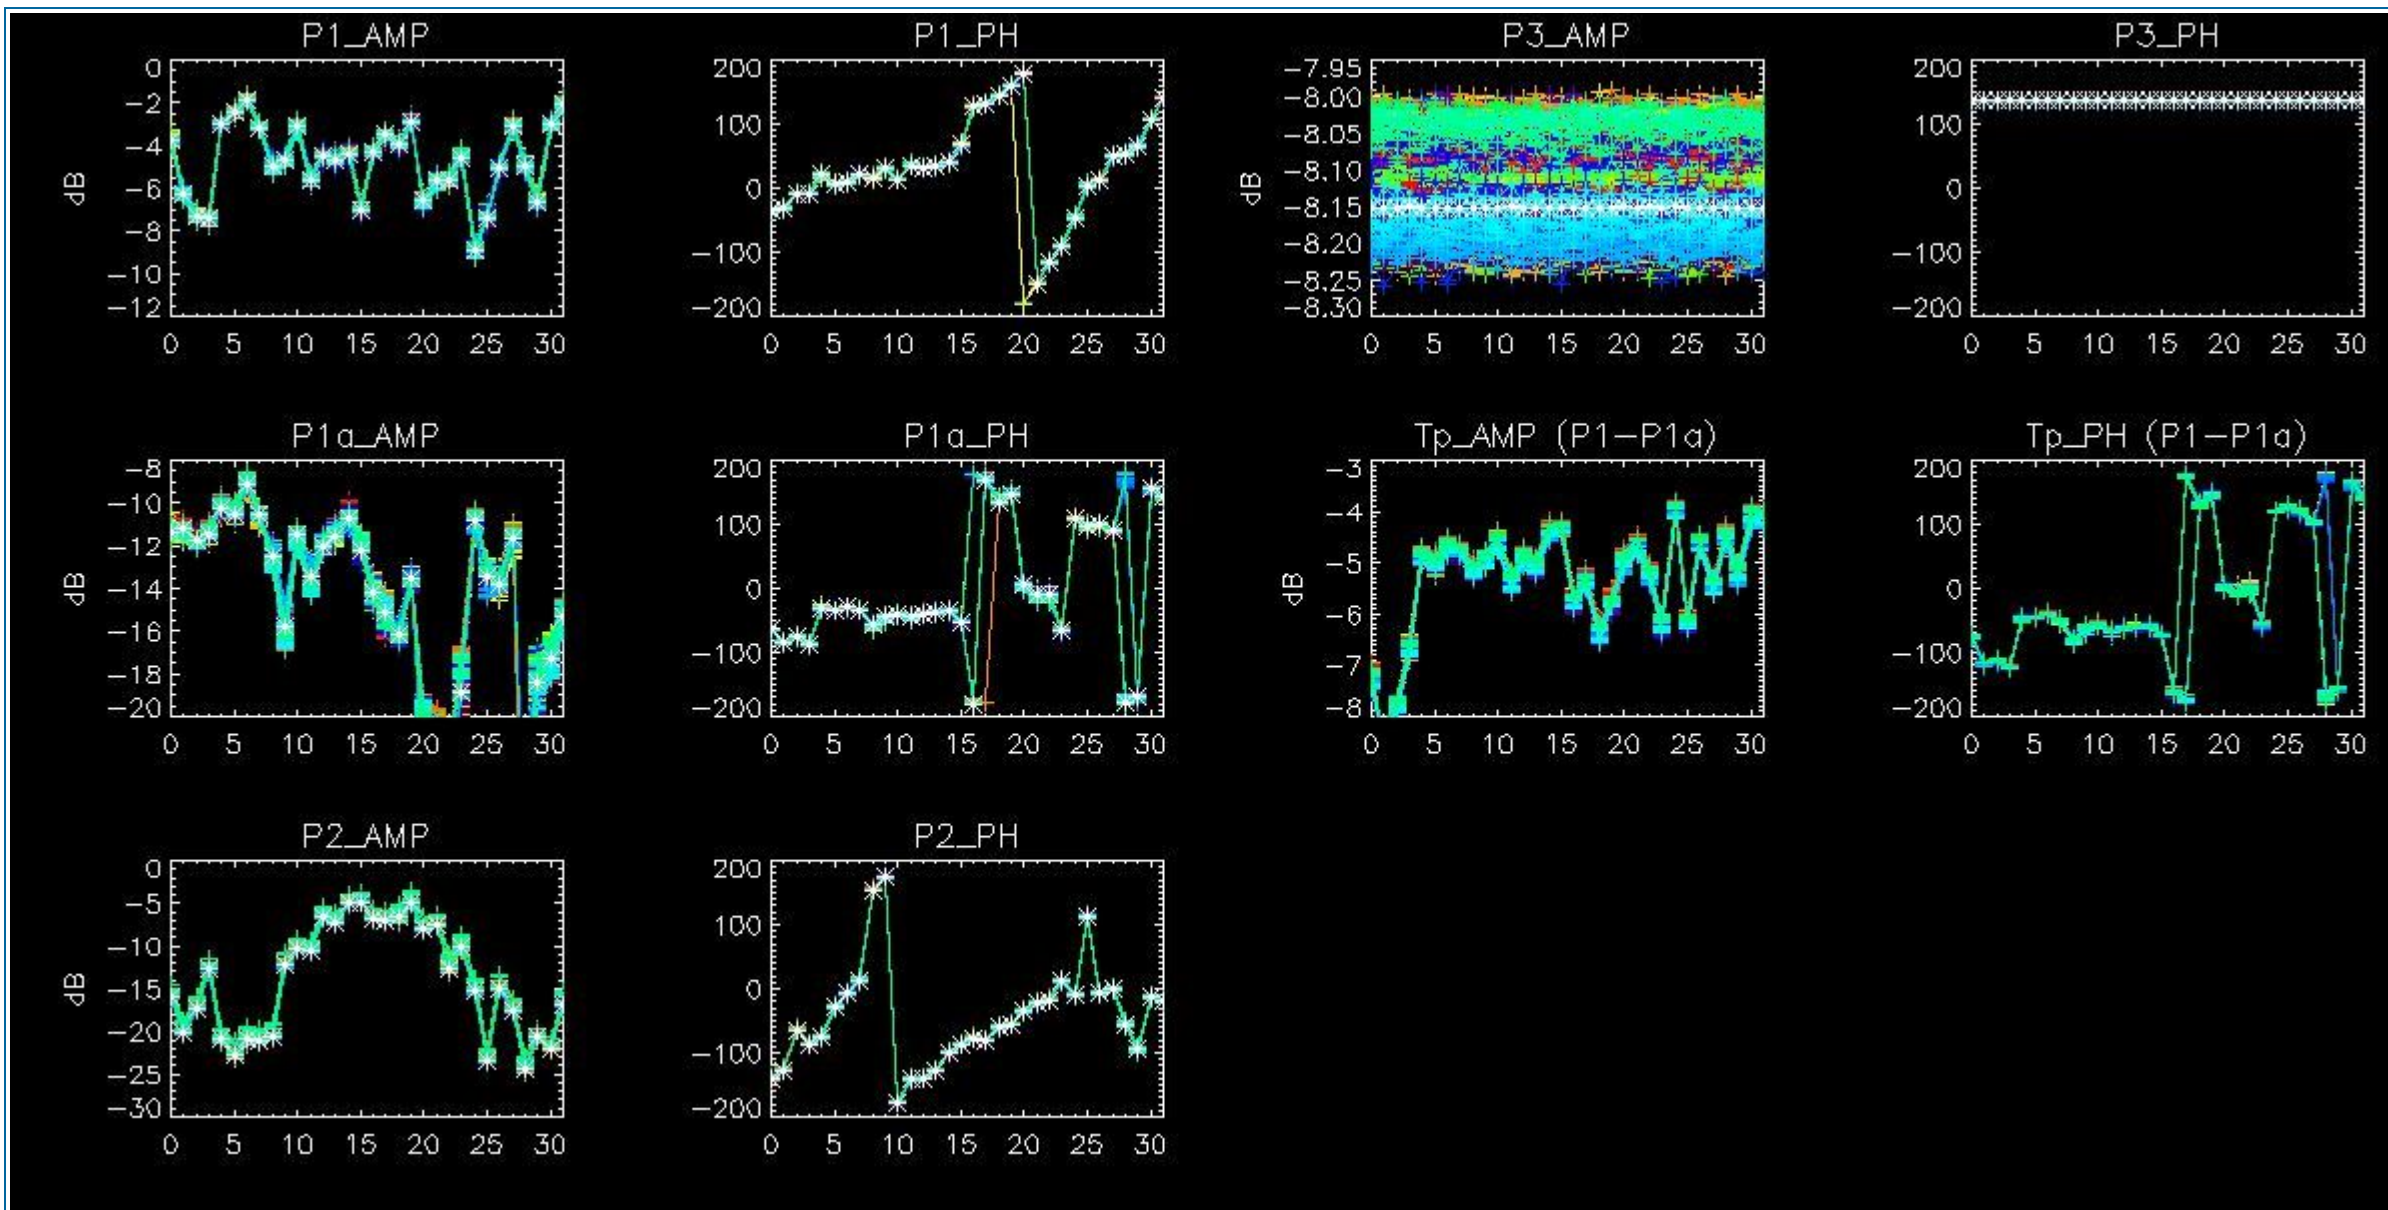 P1_AMP P1_PH P3_AMP P3_PH
0 200 −7.95 200
−2 −8.00
−4 100 −8.05 100
dB −6 0 dB −8.10 0
−8 −8.15
−10 −100 −8.20 −100
−12 −200 −8.25 −200
−8.30
0 5 10 15 20 25 30 0 5 10 15 20 25 30 0 5 10 15 20 25 30 0 5 10 15 20 25 30
P1a_AMP P1a_PH Tp_AMP (P1−P1a) Tp_PH (P1−P1a)
−8 200 −3 200
−10 100 −4 100
−12
dB −14 0 dB −5 0
−16 −6
−18 −100 −7 −100
−20 −200 −8 −200
0 5 10 15 20 25 30 0 5 10 15 20 25 30 0 5 10 15 20 25 30 0 5 10 15 20 25 30
P2_AMP P2_PH
0 200
−5 100
−10
dB −15 0
−20 −100
−25
−30 −200
0 5 10 15 20 25 30 0 5 10 15 20 25 30